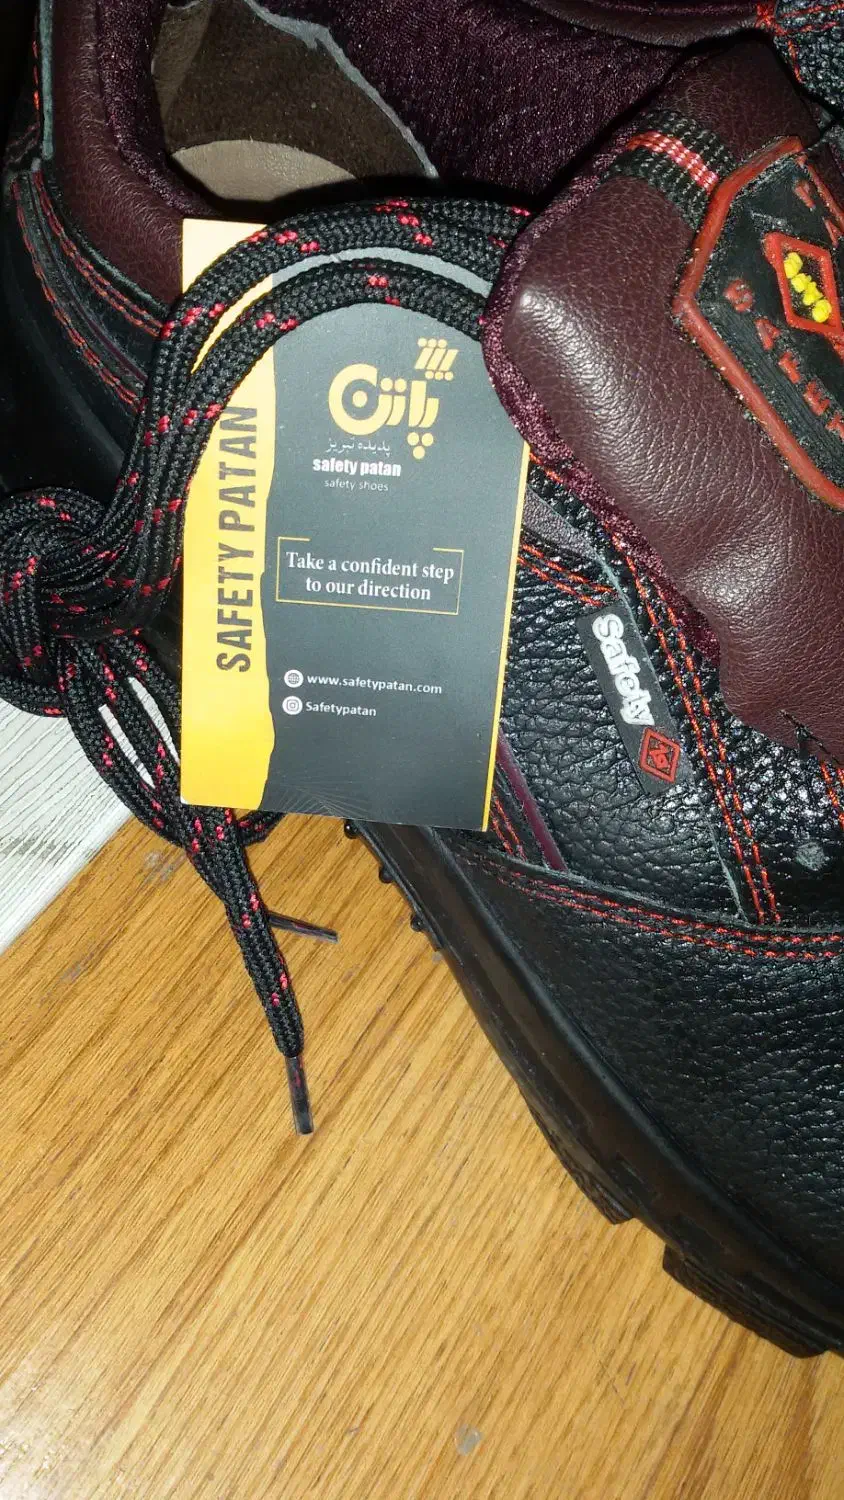 SAFETY PATAN
پاتن
پدیده تبریز
safety patan
safety shoes
Take a confident step
to our direction
www.safetypatan.com
Safetypatan
Safety